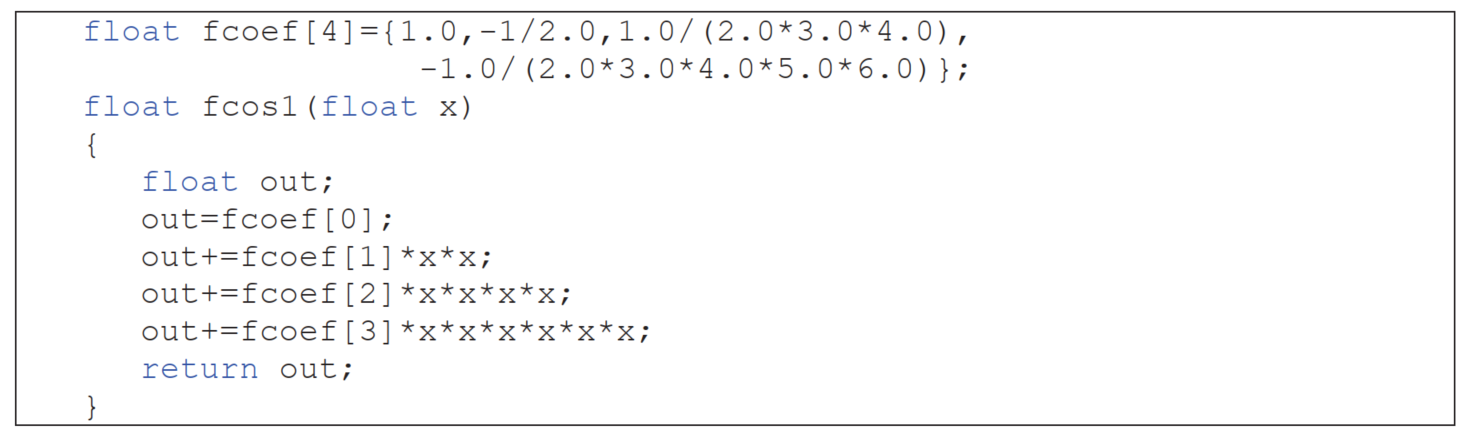 float fcoef[4]={1.0,-1/2.0,1.0/(2.0*3.0*4.0),
-1.0/(2.0*3.0*4.0*5.0*6.0)};
float fcos1(float x)
{
float out;
out=fcoef[0];
out+=fcoef[1]*x*x;
out+=fcoef[2]*x*x*x*x;
out+=fcoef[3]*x*x*x*x*x*x;
return out;
}